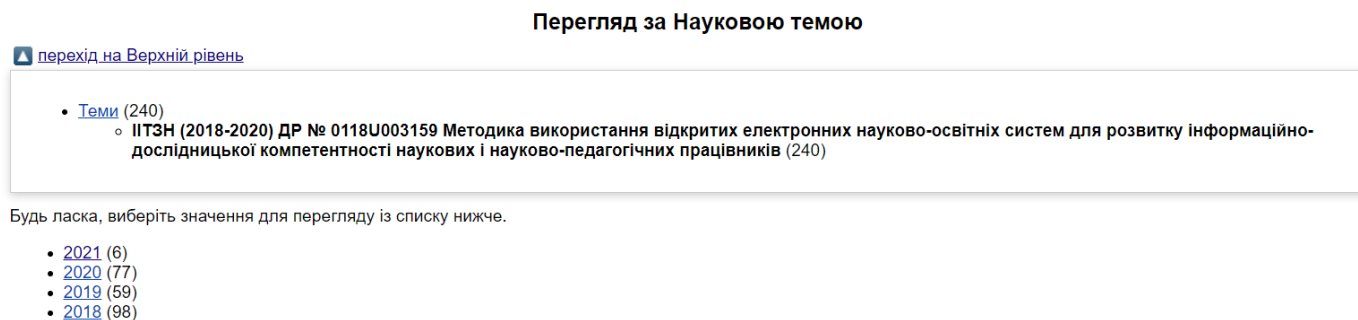 Перегляд за Науковою темою
перехід на Верхній рівень
Теми (240)
ІІТЗН (2018-2020) ДР № 0118U003159 Методика використання відкритих електронних науково-освітніх систем для розвитку інформаційно-
дослідницької компетентності наукових і науково-педагогічних працівників (240)
Будь ласка, виберіть значення для перегляду із списку нижче.
2021 (6)
2020 (77)
2019 (59)
2018 (98)